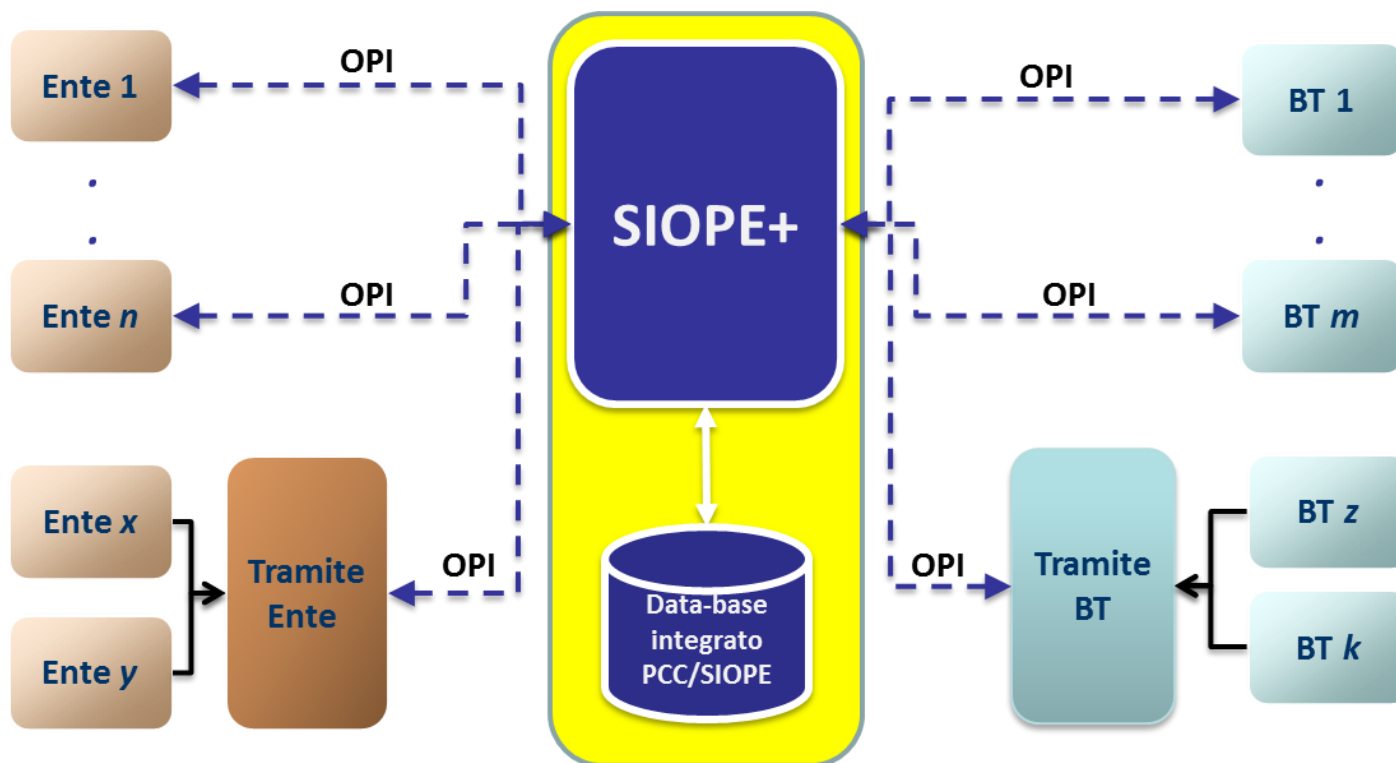 OPI
Ente 1
OPI
Ente n
Ente x
Ente y
Tramite
Ente
OPI
SIOPE+
Data-base
integrato
PCC/SIOPE
OPI
BT 1
OPI
BT m
OPI
Tramite
BT
BT z
BT k